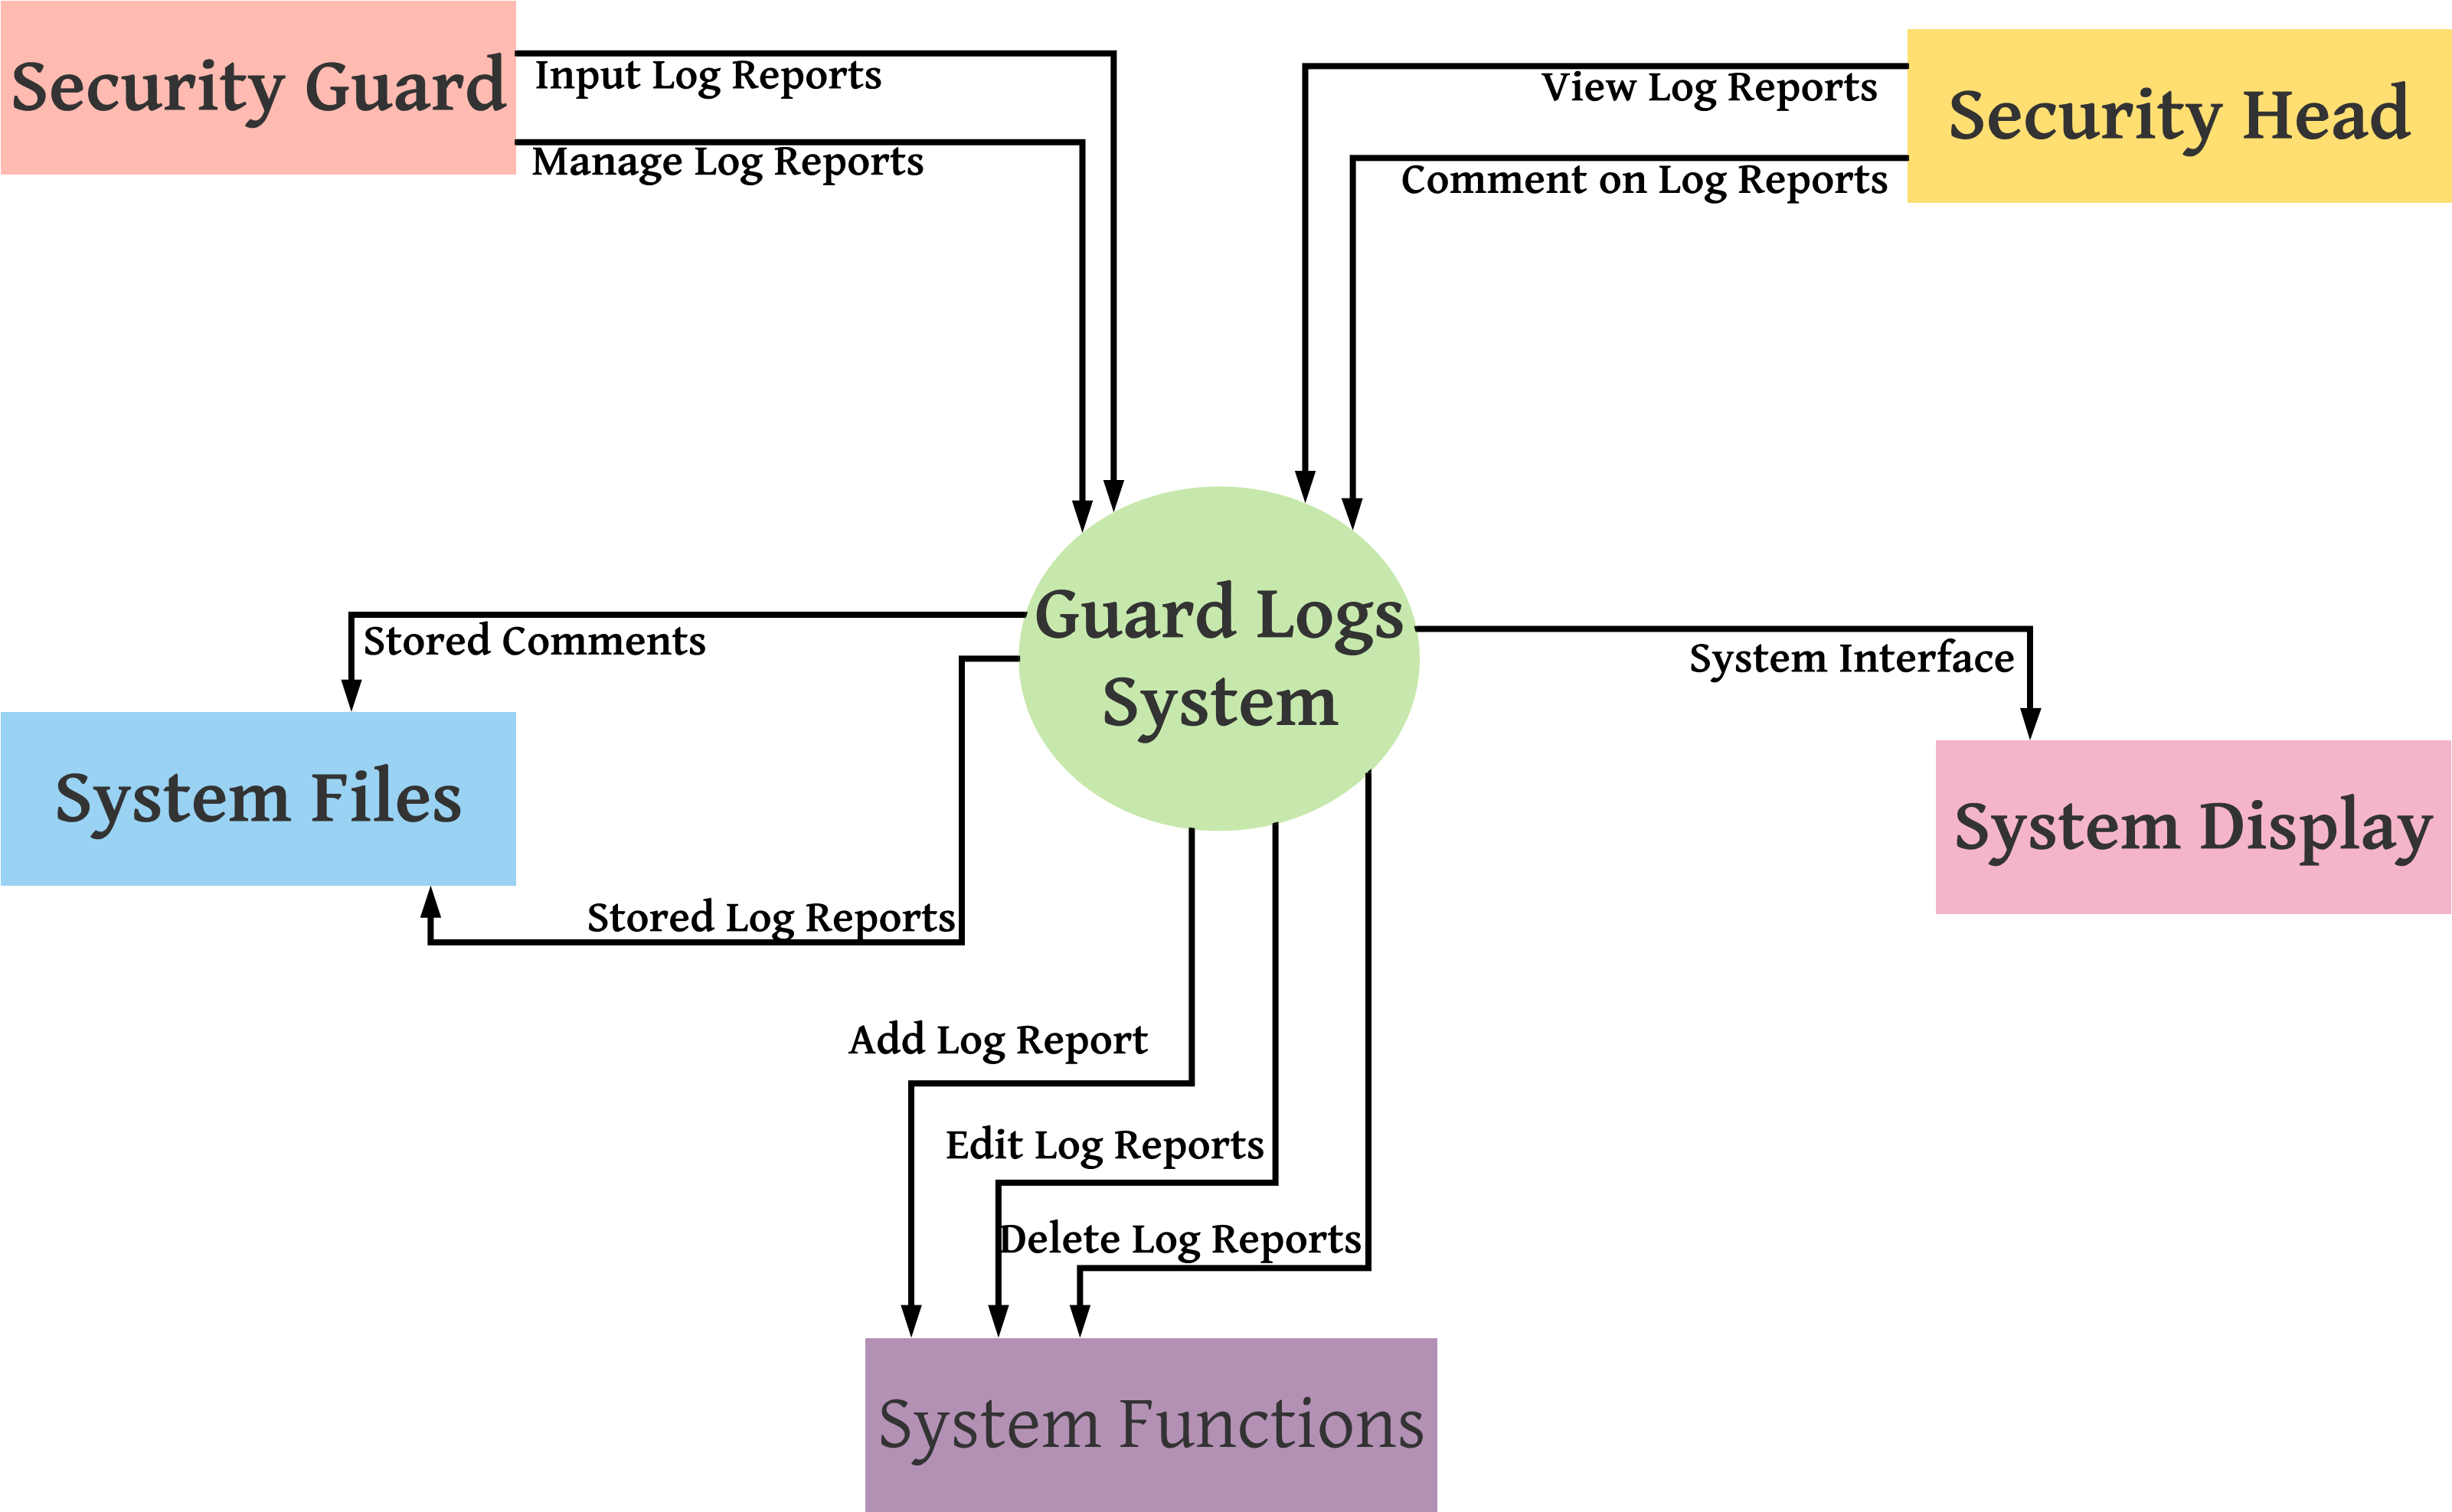 Security Guard
Input Log Reports
Manage Log Reports
View Log Reports
Comment on Log Reports
Security Head
Guard Logs
System
Stored Comments
System Files
Stored Log Reports
System Interface
System Display
Add Log Report
Edit Log Reports
Delete Log Reports
System Functions